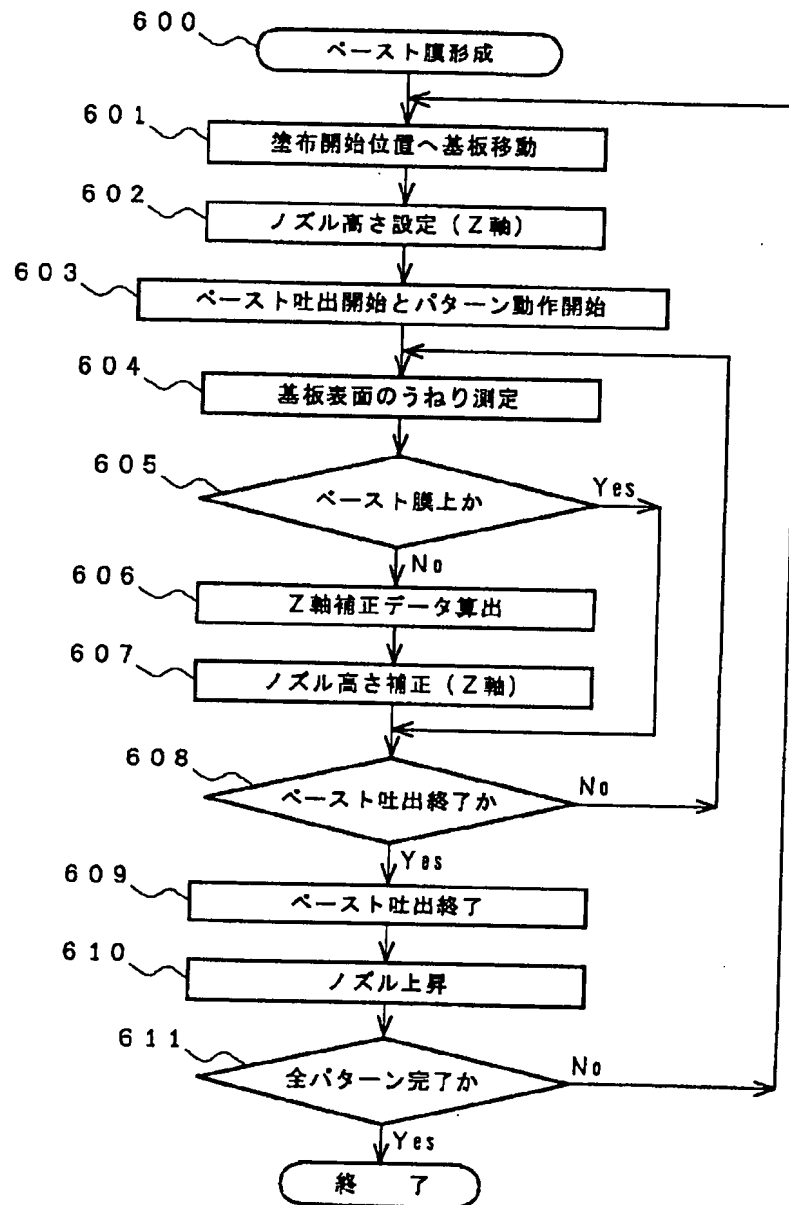 ６００
ペースト膜形成
６０１
塗布開始位置へ基板移動
６０２
ノズル高さ設定（Ｚ軸）
６０３
ペースト吐出開始とパターン動作開始
６０４
基板表面のうねり測定
６０５
ペースト膜上か
Yes
No
６０６
Ｚ軸補正データ算出
６０７
ノズル高さ補正（Ｚ軸）
６０８
ペースト吐出終了か
No
Yes
６０９
ペースト吐出終了
６１０
ノズル上昇
６１１
全パターン完了か
No
Yes
終　了